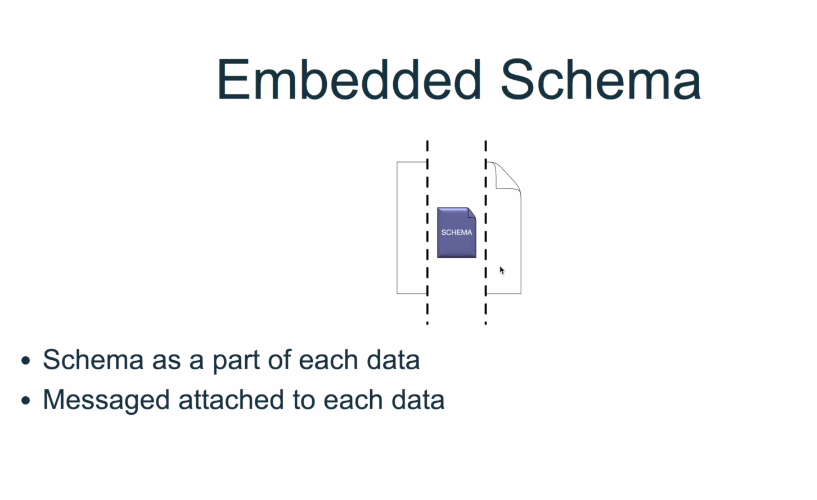 Embedded Schema
SCHEMA
• Schema as a part of each data
• Messaged attached to each data